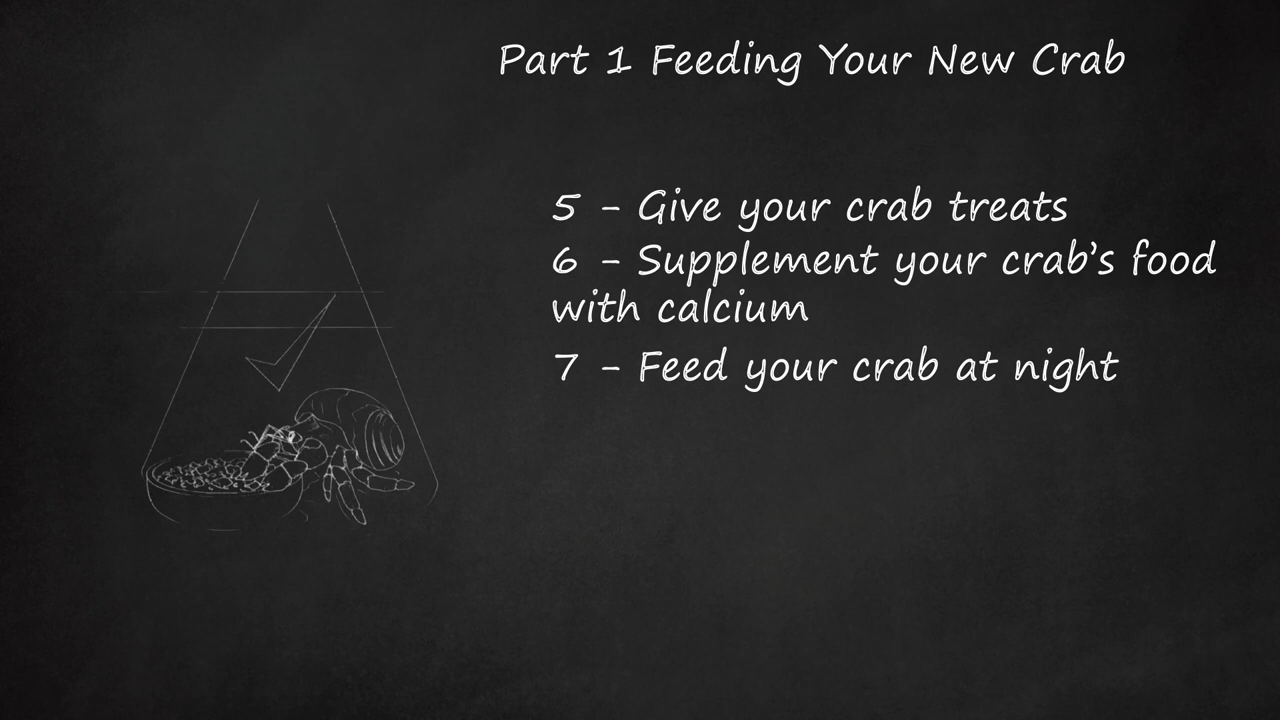 Part 1 Feeding Your New Crab
5 - Give your crab treats
6 - Supplement your crab's food
with calcium
7 - Feed your crab at night